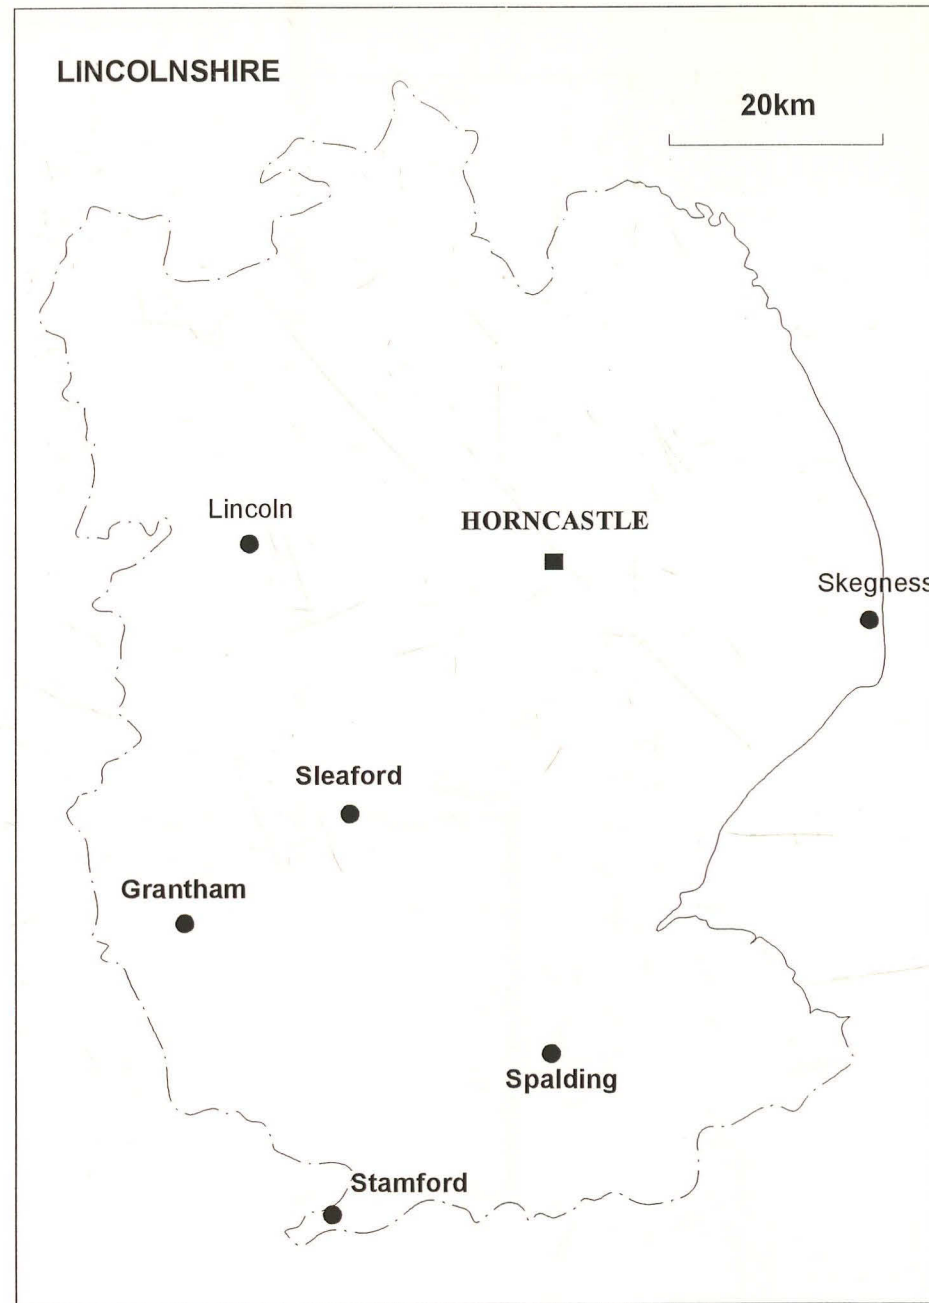 LINCOLNSHIRE
20km
Lincoln
HORNCASTLE
Skegness
Sleaford
Grantham
Spalding
Stamford